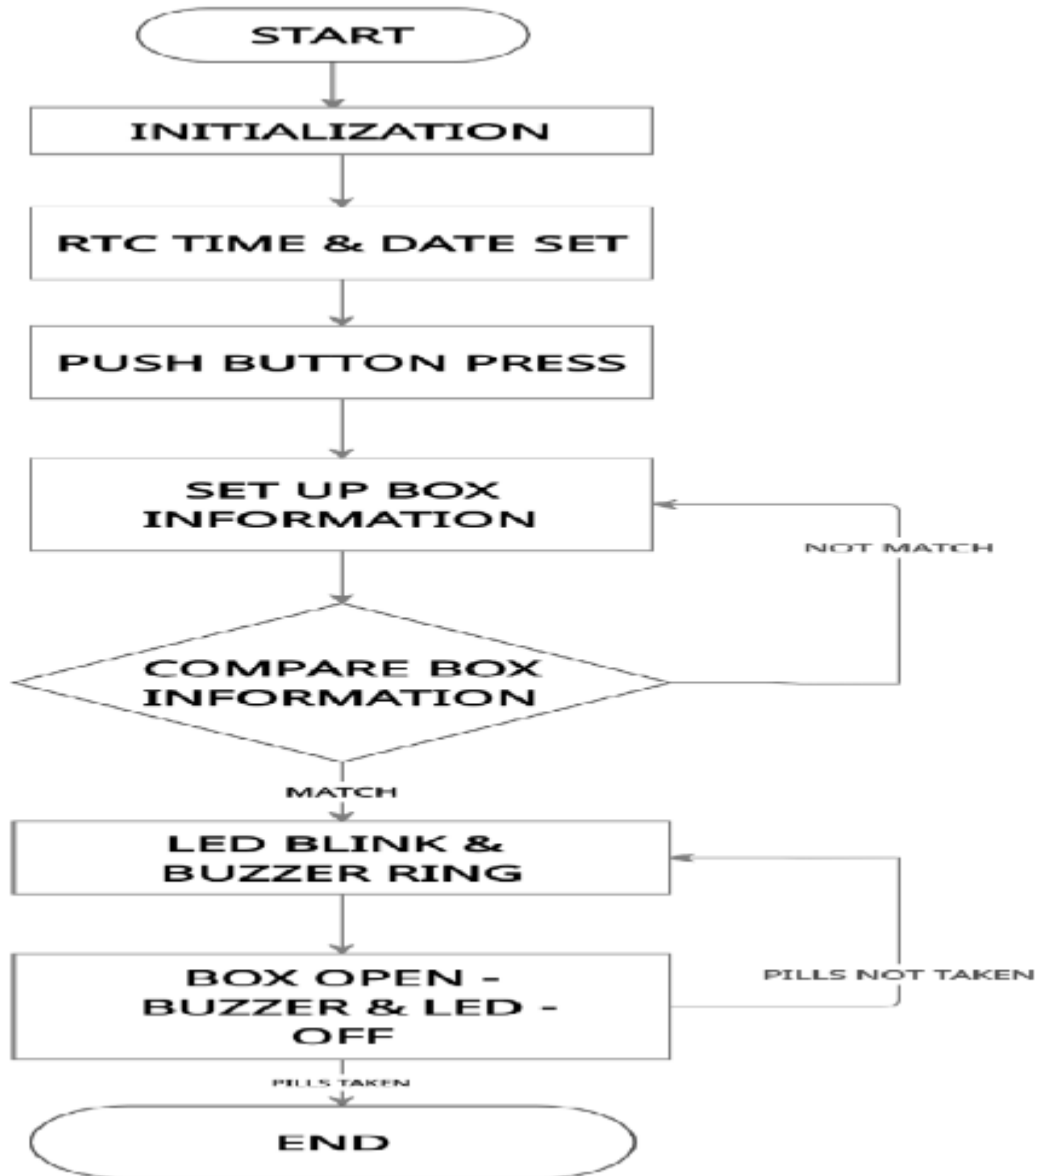 START
INITIALIZATION
RTC TIME & DATE SET
PUSH BUTTON PRESS
SET UP BOX
INFORMATION
NOT MATCH
COMPARE BOX
INFORMATION
MATCH
LED BLINK &
BUZZER RING
BOX OPEN -
BUZZER & LED -
OFF
PILLS NOT TAKEN
PILLS TAKEN
END